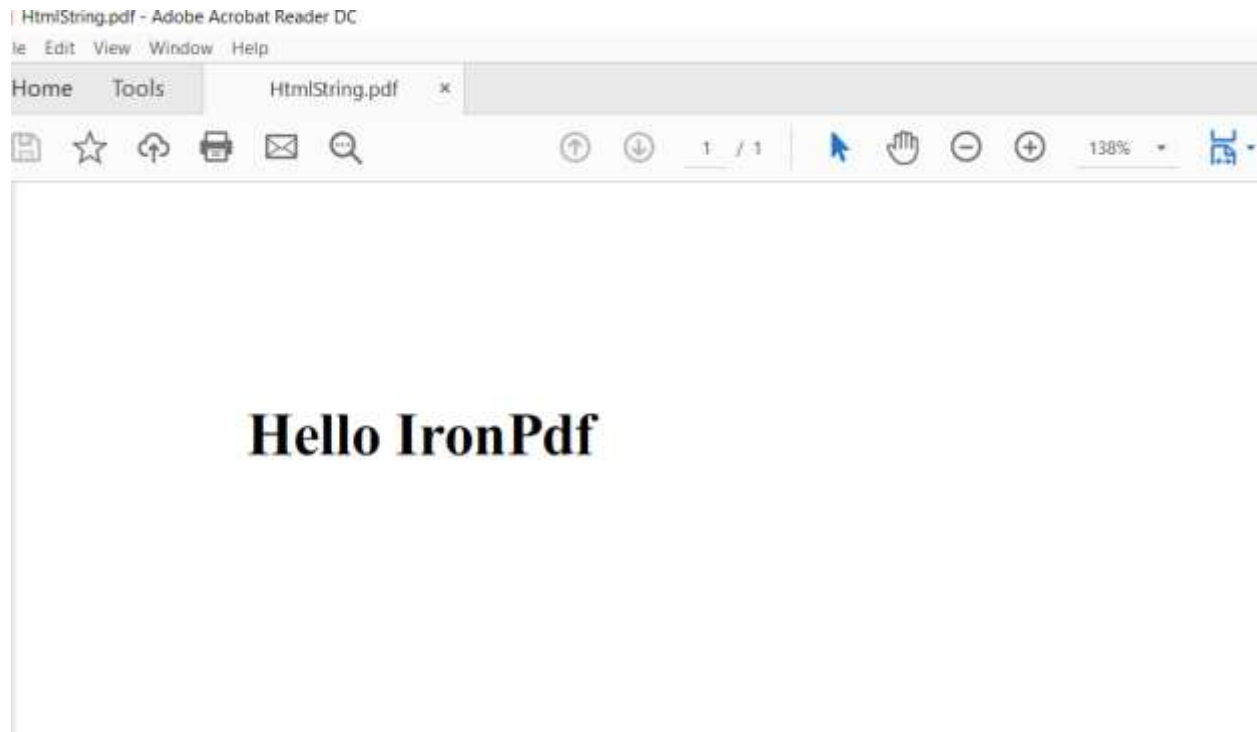 HtmlString.pdf - Adobe Acrobat Reader DC
le Edit View Window Help
Home Tools HtmlString.pdf ×
1 / 1 138%
Hello IronPdf